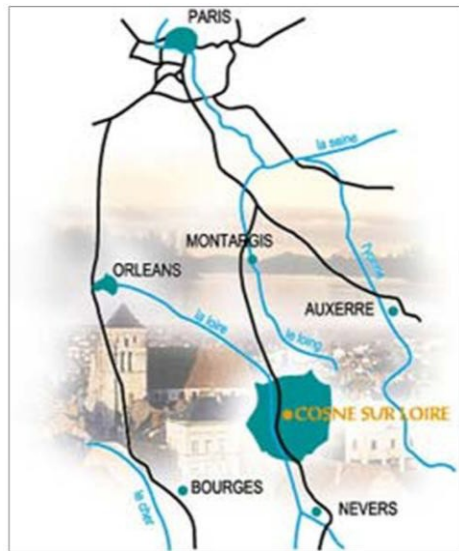 PARIS
la seine
MONTARGIS
l'yonne
ORLEANS
la loire
le loing
AUXERRE
COSNE SUR LOIRE
BOURGES
le cher
NEVERS